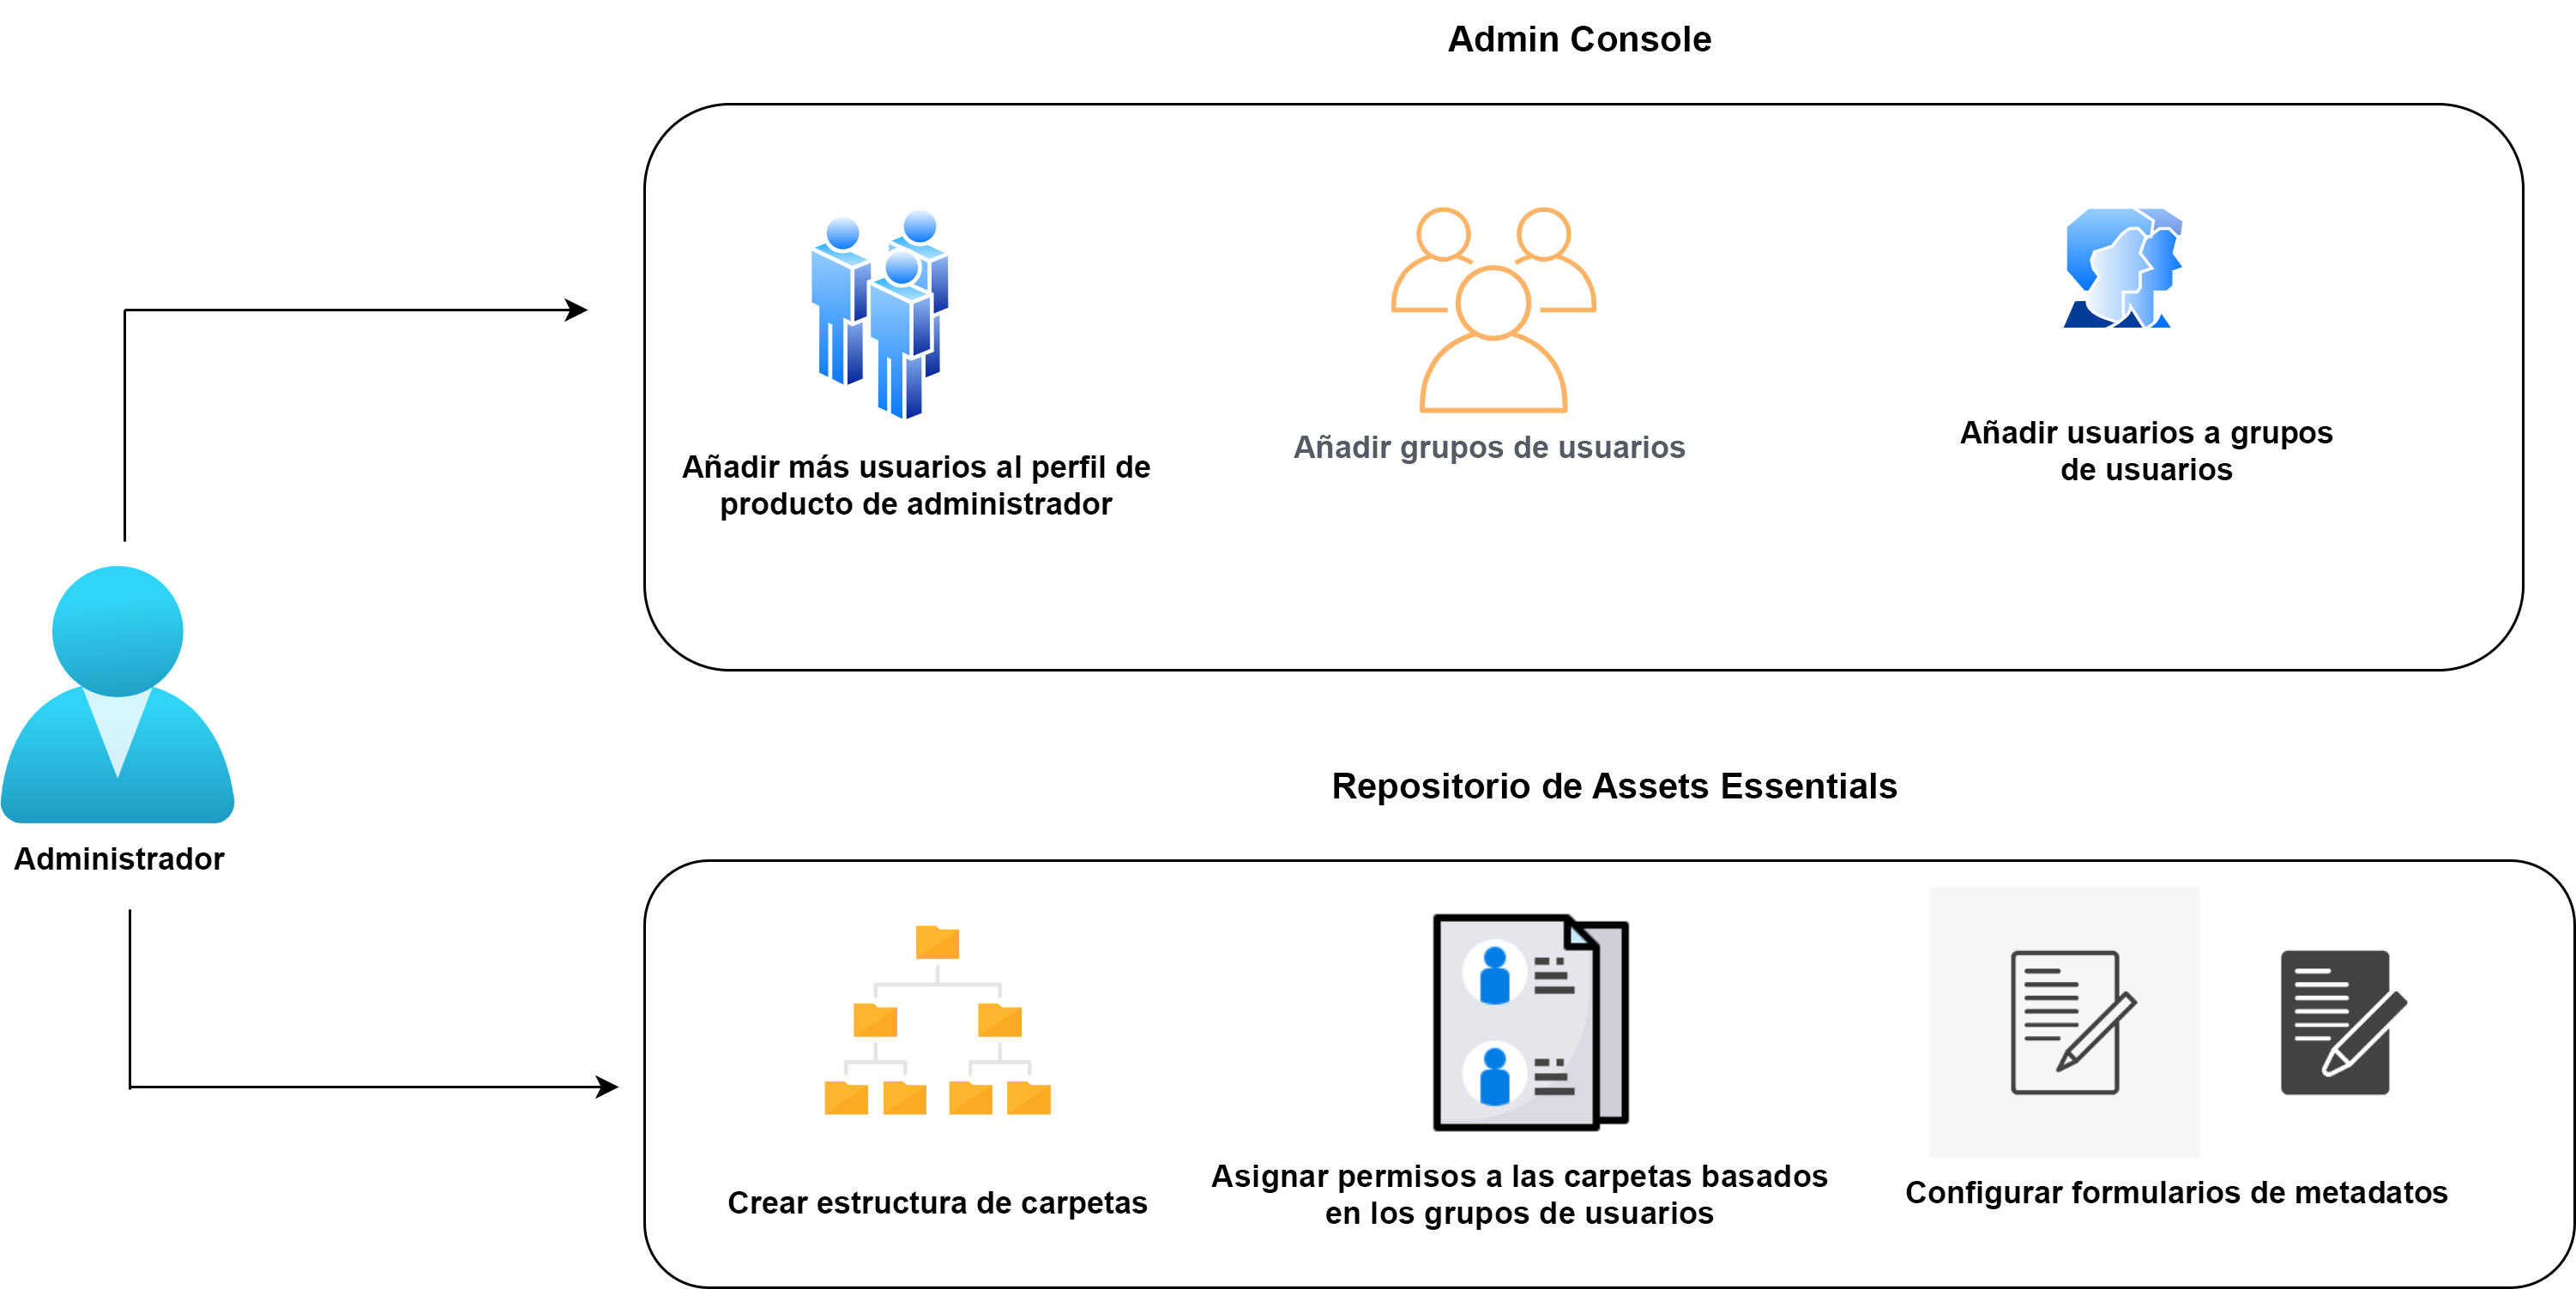 Admin Console
Añadir más usuarios al perfil de
producto de administrador
Añadir grupos de usuarios
Añadir usuarios a grupos
de usuarios
Administrador
Repositorio de Assets Essentials
Crear estructura de carpetas
Asignar permisos a las carpetas basados
en los grupos de usuarios
Configurar formularios de metadatos